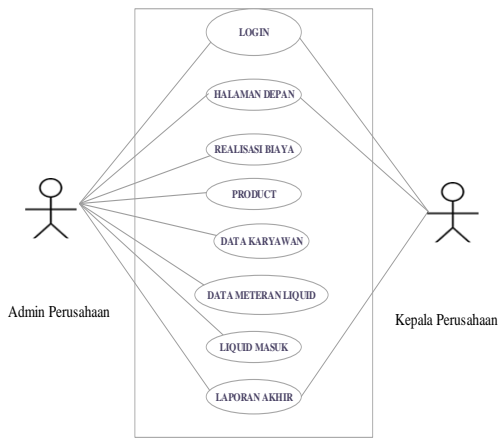 LOGIN
HALAMAN DEPAN
REALISASI BIAYA
PRODUCT
DATA KARYAWAN
DATA METERAN LIQUID
LIQUID MASUK
LAPORAN AKHIR
Admin Perusahaan
Kepala Perusahaan